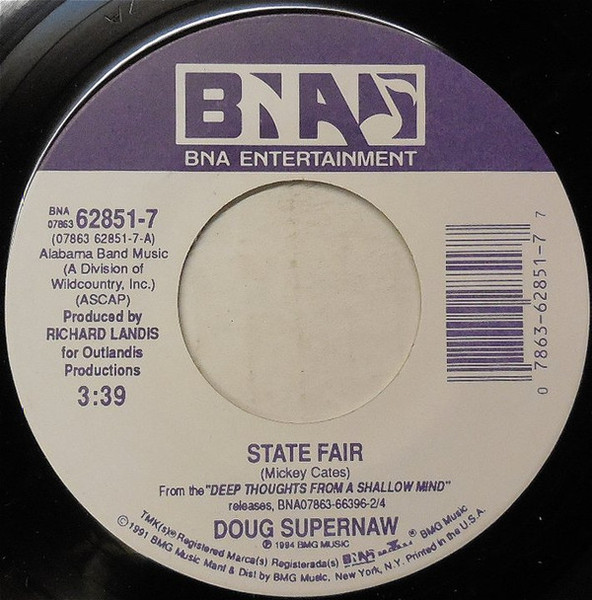 BNA
BNA ENTERTAINMENT
BNA
07863 62851-7
(07863 62851-7-A)
Alabama Band Music
(A Division of
Wildcountry, Inc.)
(ASCAP)
Produced by
RICHARD LANDIS
for Outlandis
Productions
3:39
0 7863-62851-7 7
STATE FAIR
(Mickey Cates)
From the "DEEP THOUGHTS FROM A SHALLOW MIND"
releases, BNA07863-66396-2/4
DOUG SUPERNAW
℗ 1994 BMG MUSIC
TMK(s)® Registered Marca(s) Registrada(s) BNA ® BMG Music
©1991 BMG Music Manf & Dist by BMG Music, New York, N.Y. Printed in the U.S.A.